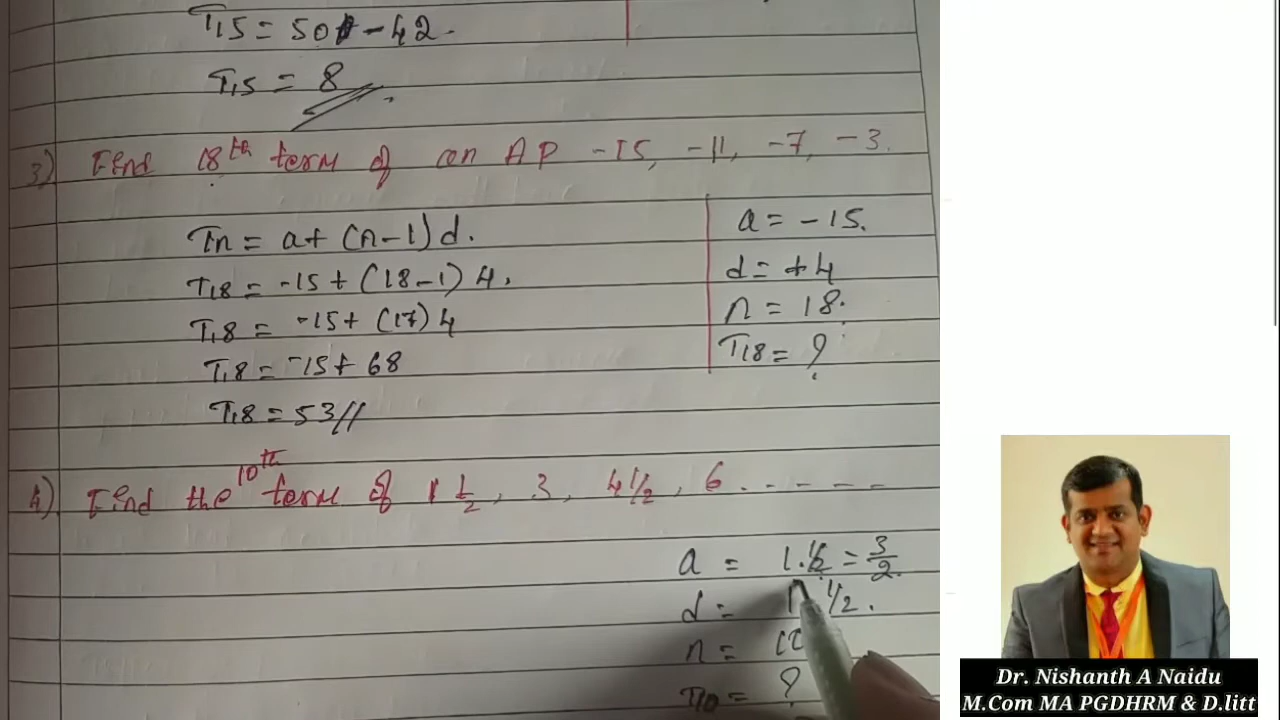 T15 = 50 - 42.
T15 = 8
3) Find 18th term of an AP -15, -11, -7, -3.
Tn = a + (n-1) d.
T18 = -15 + (18-1) 4.
T18 = -15 + (17) 4
T18 = -15 + 68
T18 = 53//
a = -15.
d = +4
n = 18.
T18 = ?
4) Find the 10th term of 1 1/2, 3, 4 1/2, 6 - - - - -
a = 1.1/2 = 3/2.
d = 1 1/2.
n = 10
T10 = ?
Dr. Nishanth A Naidu
M.Com MA PGDHRM & D.litt